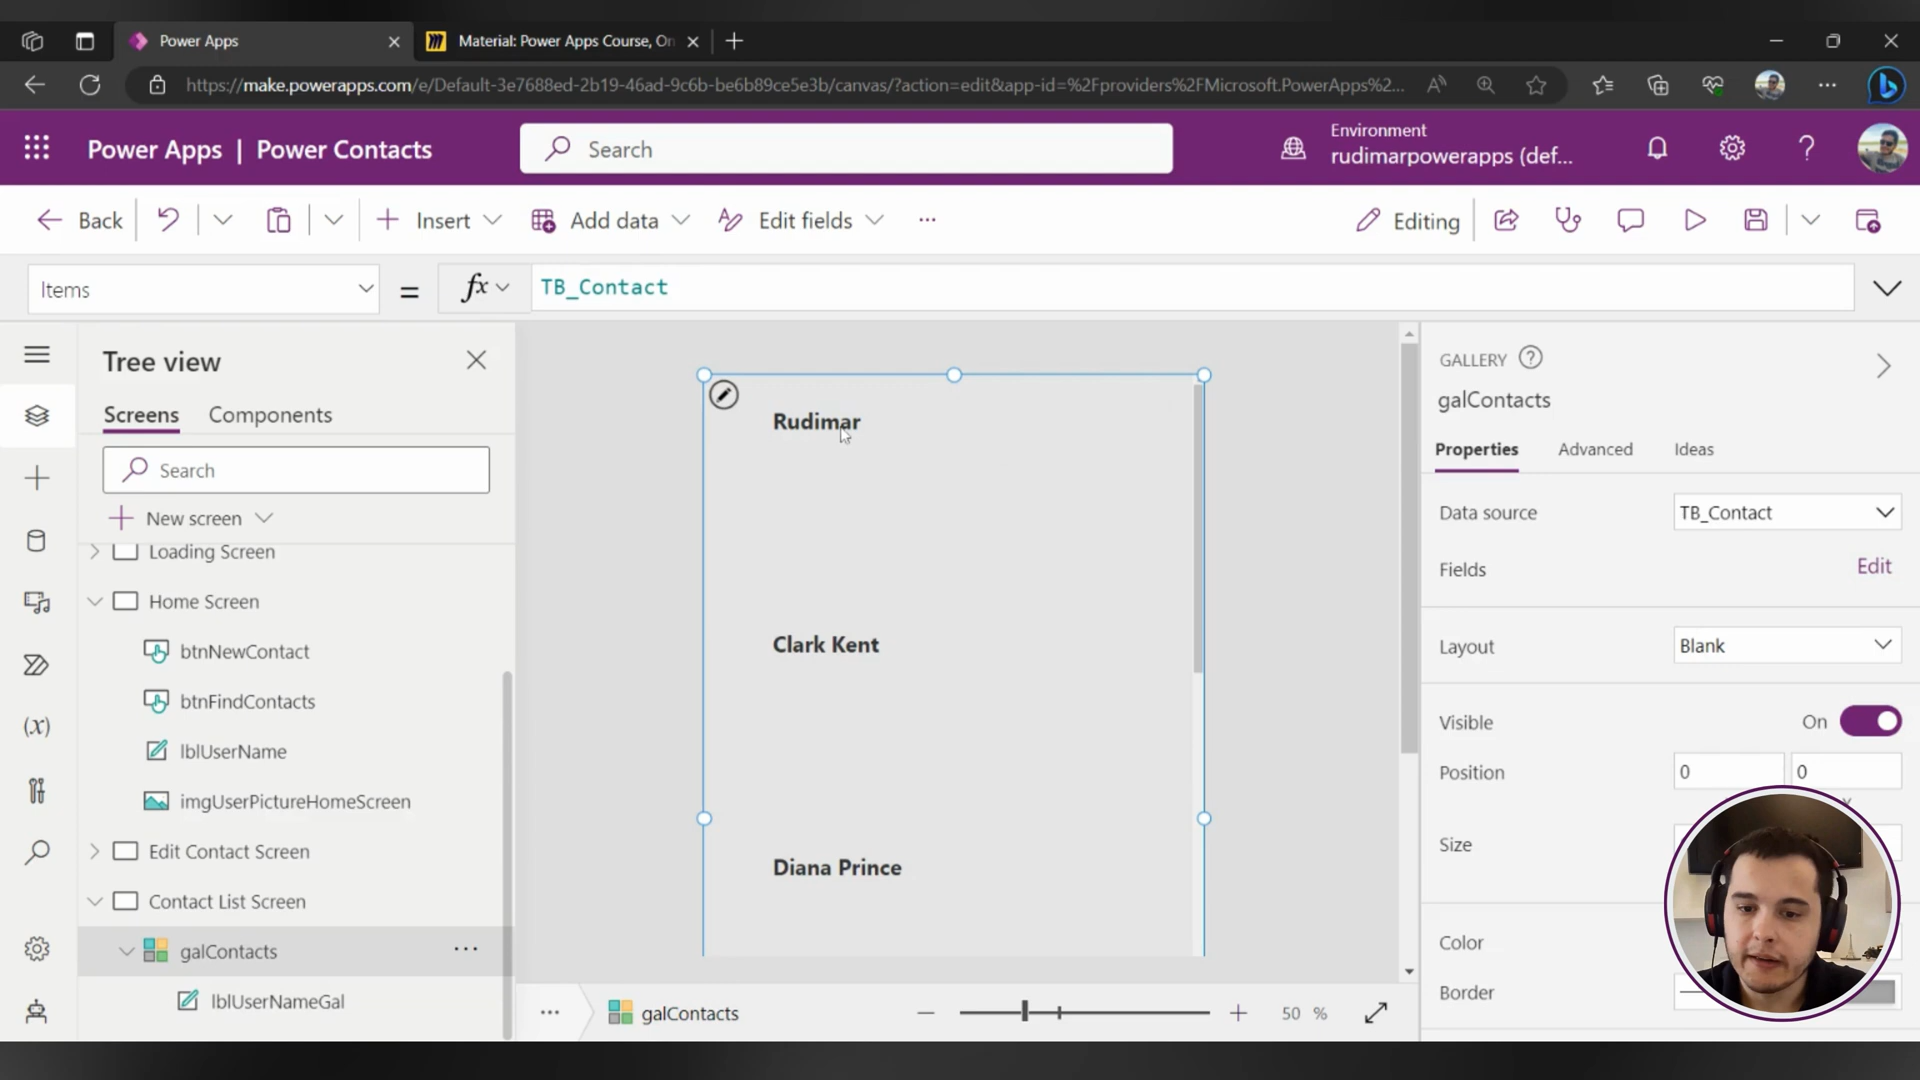 Power Apps
Material: Power Apps Course, On
https://make.powerapps.com/e/Default-3e7688ed-2b19-46ad-9c6b-be6b89ce5e3b/canvas/?action=edit&app-id=%2Fproviders%2FMicrosoft.PowerApps%2...
Power Apps | Power Contacts
Search
Environment
rudimarpowerapps (def...
Back
Insert
Add data
Edit fields
Editing
Items
=
fx
TB_Contact
Tree view
Screens
Components
Search
New screen
Loading Screen
Home Screen
btnNewContact
btnFindContacts
lblUserName
imgUserPictureHomeScreen
Edit Contact Screen
Contact List Screen
galContacts
lblUserNameGal
Rudimar
Clark Kent
Diana Prince
galContacts
50 %
GALLERY
galContacts
Properties
Advanced
Ideas
Data source
TB_Contact
Fields
Edit
Layout
Blank
Visible
On
Position
0
0
Size
Color
Border